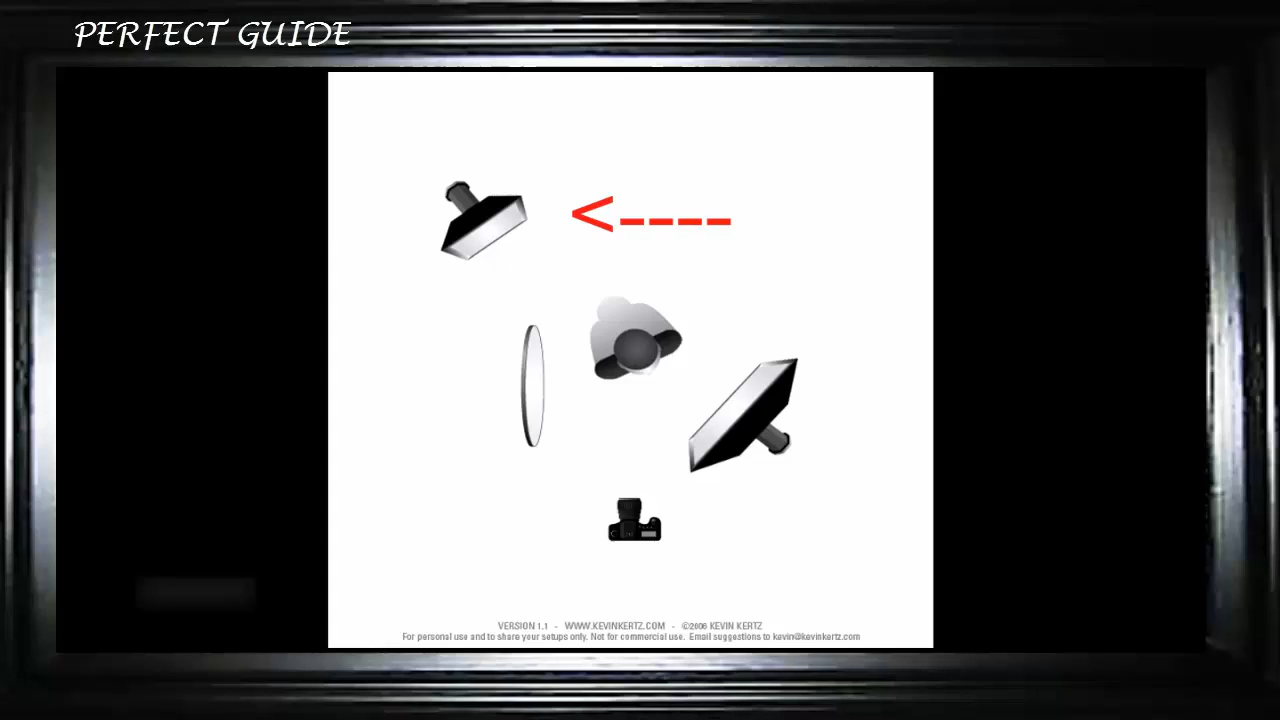 PERFECT GUIDE
<----
VERSION 1.1 - WWW.KEVINKERTZ.COM - ©2006 KEVIN KERTZ
For personal use and to share your setups only. Not for commercial use. Email suggestions to kevin@kevinkertz.com